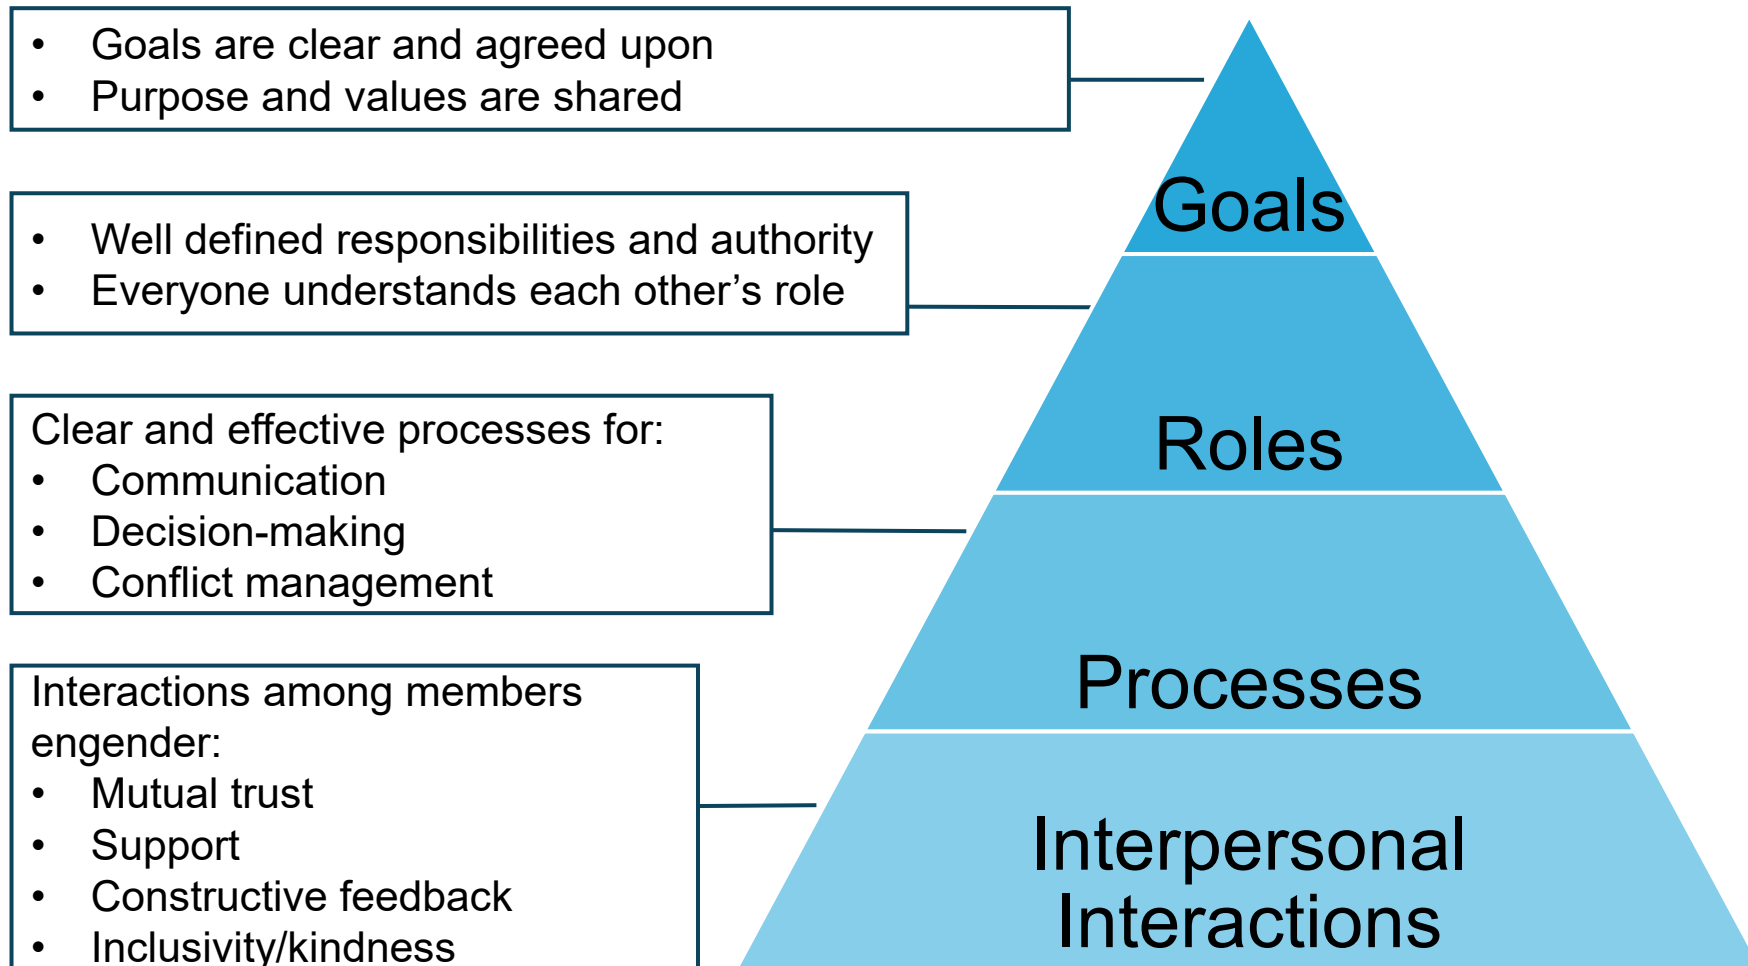 • Goals are clear and agreed upon
• Purpose and values are shared
• Well defined responsibilities and authority
• Everyone understands each other’s role
Clear and effective processes for:
• Communication
• Decision-making
• Conflict management
Interactions among members
engender:
• Mutual trust
• Support
• Constructive feedback
• Inclusivity/kindness
Goals
Roles
Processes
Interpersonal
Interactions